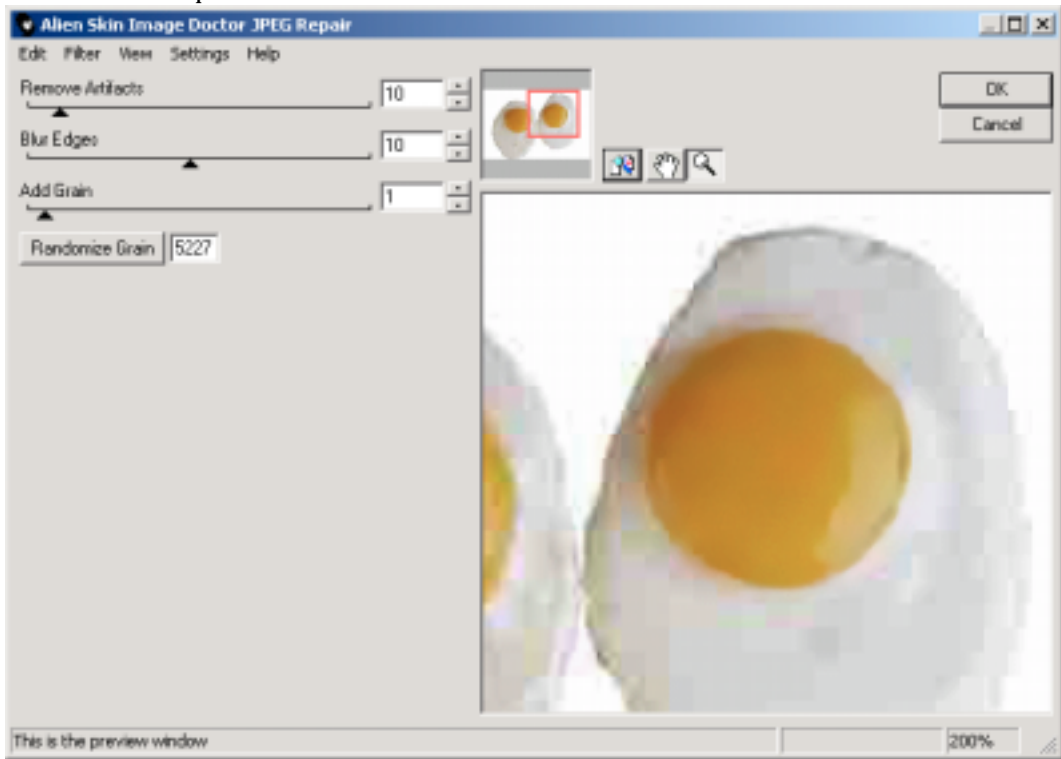 Alien Skin Image Doctor JPEG Repair
Edit Filter View Settings Help
Remove Artifacts
10
Blur Edges
10
Add Grain
1
Randomize Grain 5227
OK
Cancel
This is the preview window
200%